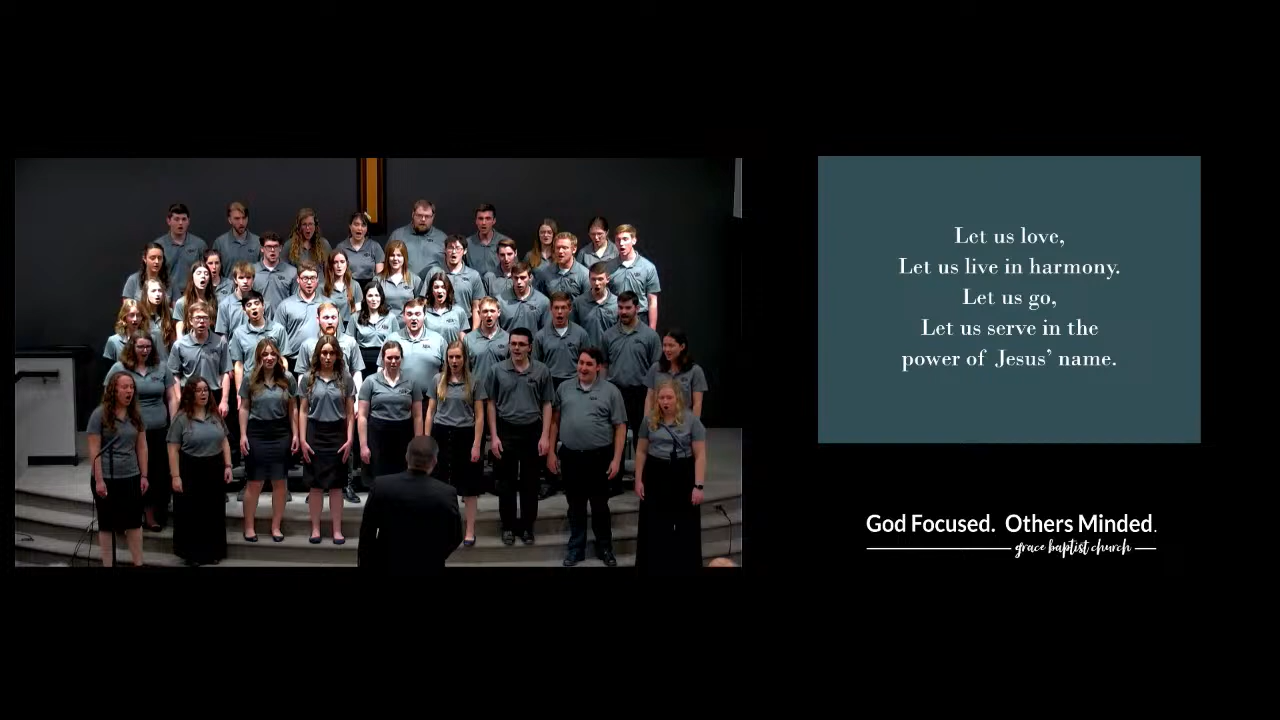 Let us love,
Let us live in harmony.
Let us go,
Let us serve in the
power of Jesus’ name.
God Focused. Others Minded.
grace baptist church